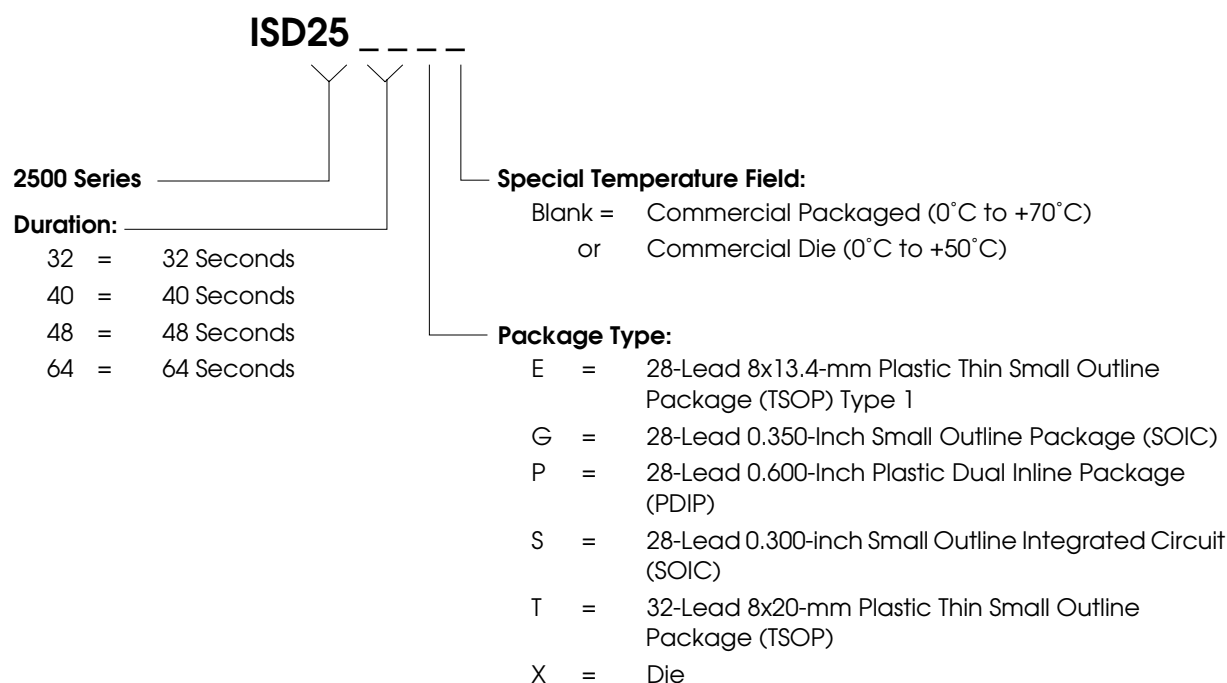 ISD25 _ _ _ _
2500 Series
Duration:
32 = 32 Seconds
40 = 40 Seconds
48 = 48 Seconds
64 = 64 Seconds
Special Temperature Field:
Blank = Commercial Packaged (0˚C to +70˚C)
or Commercial Die (0˚C to +50˚C)
Package Type:
E = 28-Lead 8x13.4-mm Plastic Thin Small Outline
Package (TSOP) Type 1
G = 28-Lead 0.350-Inch Small Outline Package (SOIC)
P = 28-Lead 0.600-Inch Plastic Dual Inline Package
(PDIP)
S = 28-Lead 0.300-inch Small Outline Integrated Circuit
(SOIC)
T = 32-Lead 8x20-mm Plastic Thin Small Outline
Package (TSOP)
X = Die